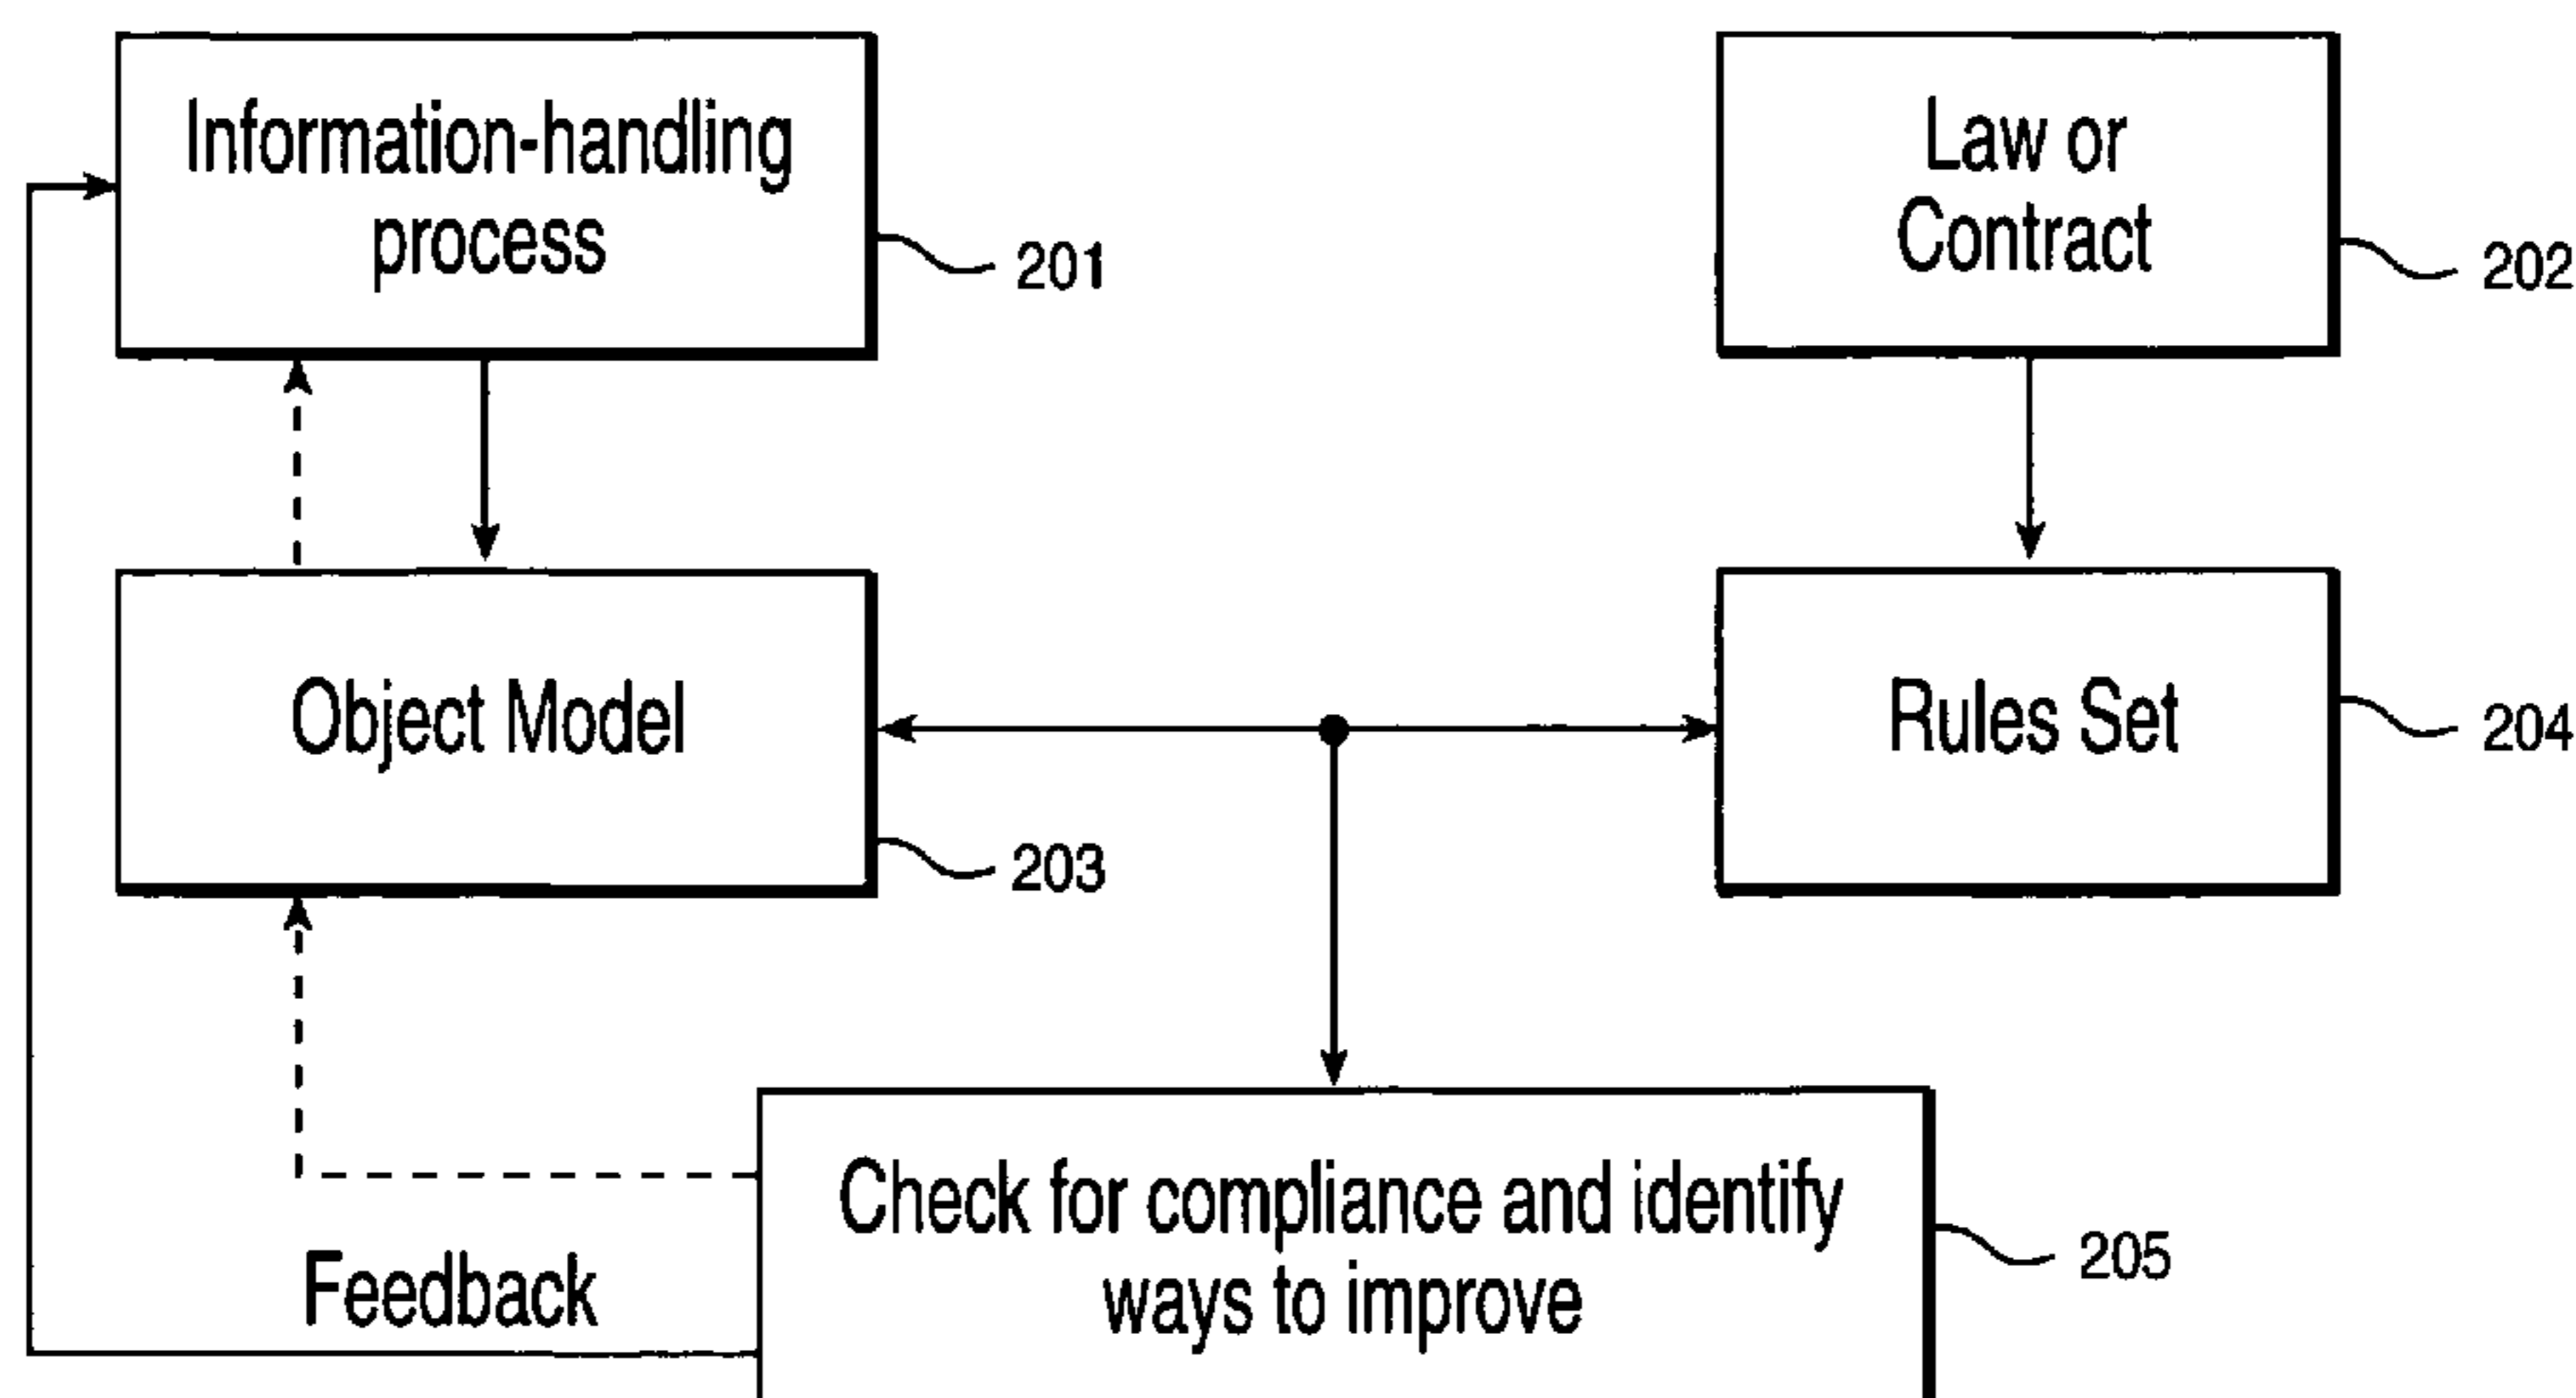 Information-handling
process
201
Law or
Contract
202
Object Model
203
Rules Set
204
Check for compliance and identify
ways to improve
205
Feedback